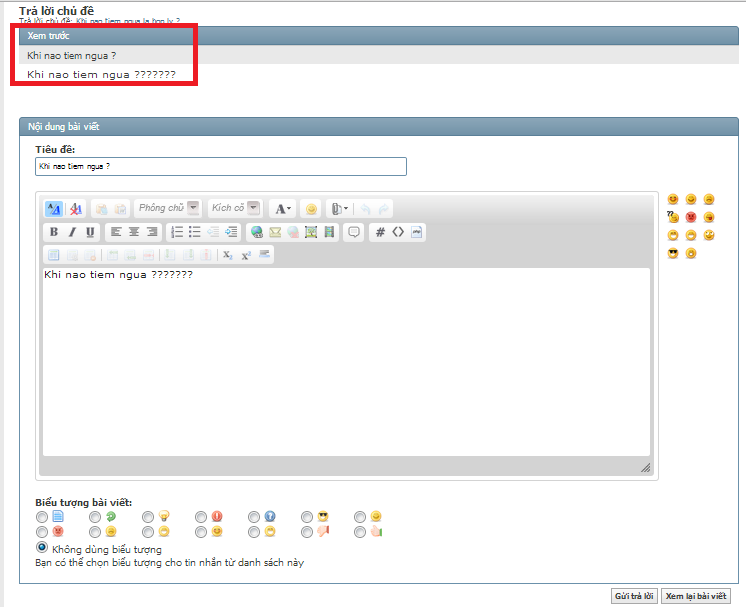 Trả lời chủ đề
Trả lời chủ đề: Khi nao tiem ngua la hop ly ?
Xem trước
Khi nao tiem ngua ?
Khi nao tiem ngua ???????
Nội dung bài viết
Tiêu đề:
Khi nao tiem ngua ?
Phông chữ
Kích cỡ
Khi nao tiem ngua ???????
Biểu tượng bài viết:
Không dùng biểu tượng
Bạn có thể chọn biểu tượng cho tin nhắn từ danh sách này
Gửi trả lời Xem lại bài viết